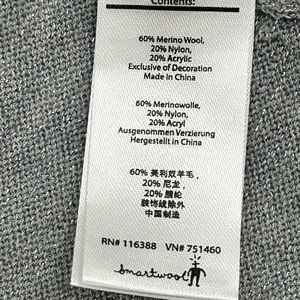 Contents:
60% Merino Wool,
20% Nylon,
20% Acrylic
Exclusive of Decoration
Made in China
60% Merinowolle,
20% Nylon,
20% Acryl
Ausgenommen Verzierung
Hergestellt in China
60% 美利奴羊毛,
20% 尼龙,
20% 腈纶
装饰线除外
中国制造
RN# 116388 VN# 751460
Smartwool